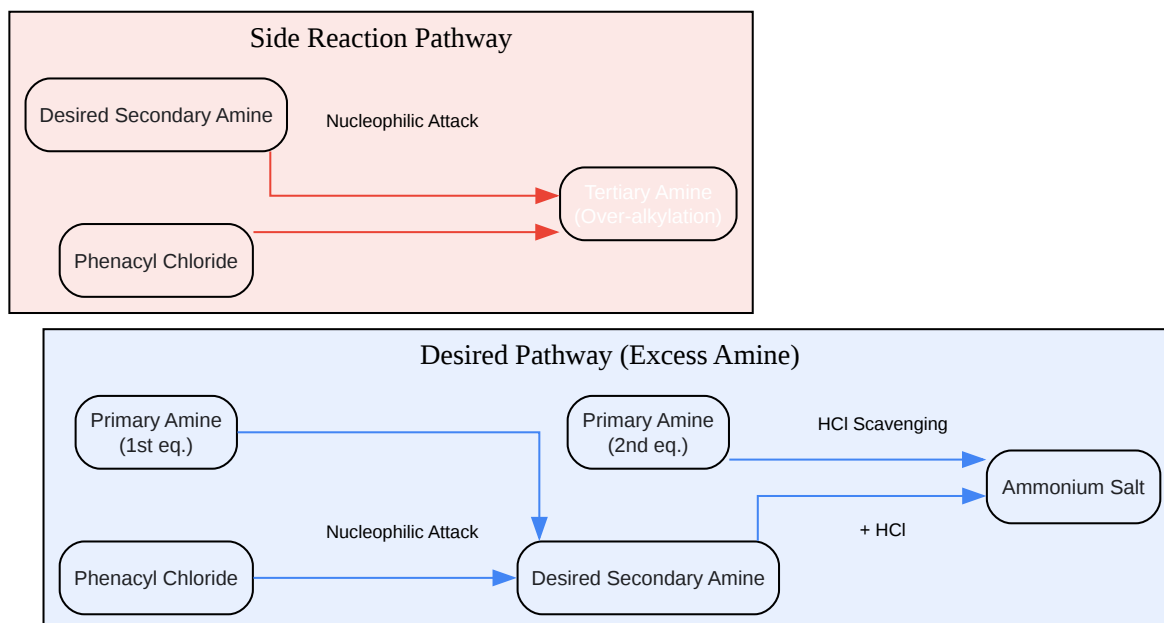 Side Reaction Pathway
Desired Secondary Amine
Nucleophilic Attack
Tertiary Amine
(Over-alkylation)
Phenacyl Chloride
Desired Pathway (Excess Amine)
Primary Amine
(1st eq.)
Primary Amine
(2nd eq.)
HCl Scavenging
Ammonium Salt
Nucleophilic Attack
+ HCl
Phenacyl Chloride
Desired Secondary Amine